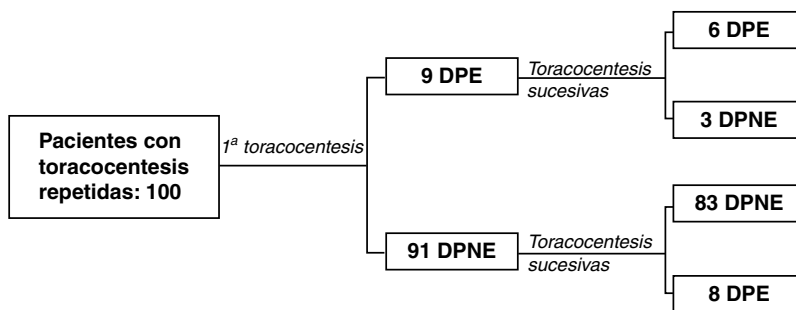 Pacientes con
toracocentesis
repetidas: 100
1ª toracocentesis
9 DPE
Toracocentesis
sucesivas
6 DPE
3 DPNE
91 DPNE
Toracocentesis
sucesivas
83 DPNE
8 DPE